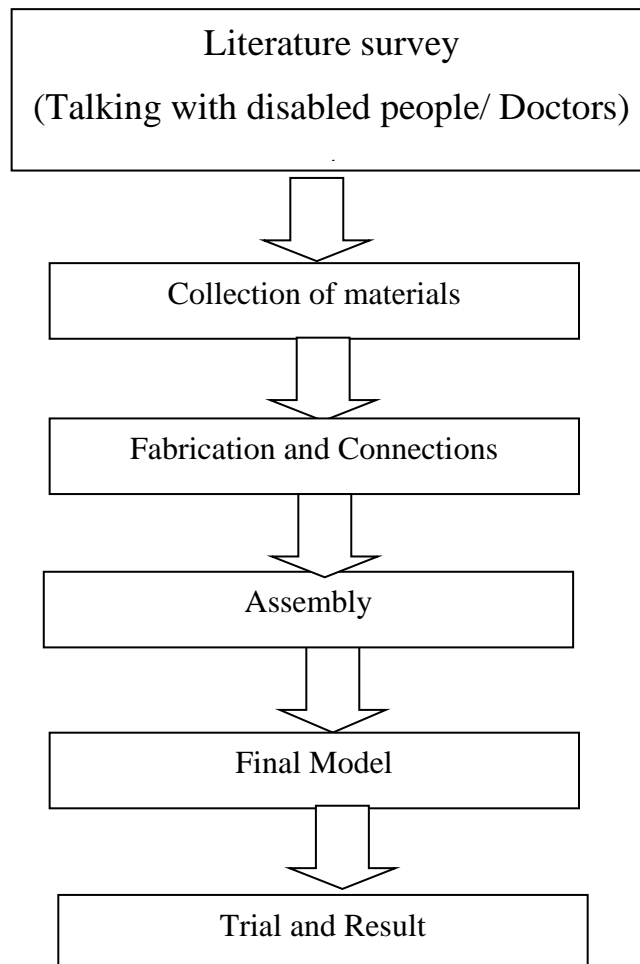 Literature survey
(Talking with disabled people/ Doctors)
.
Collection of materials
Fabrication and Connections
Assembly
Final Model
Trial and Result